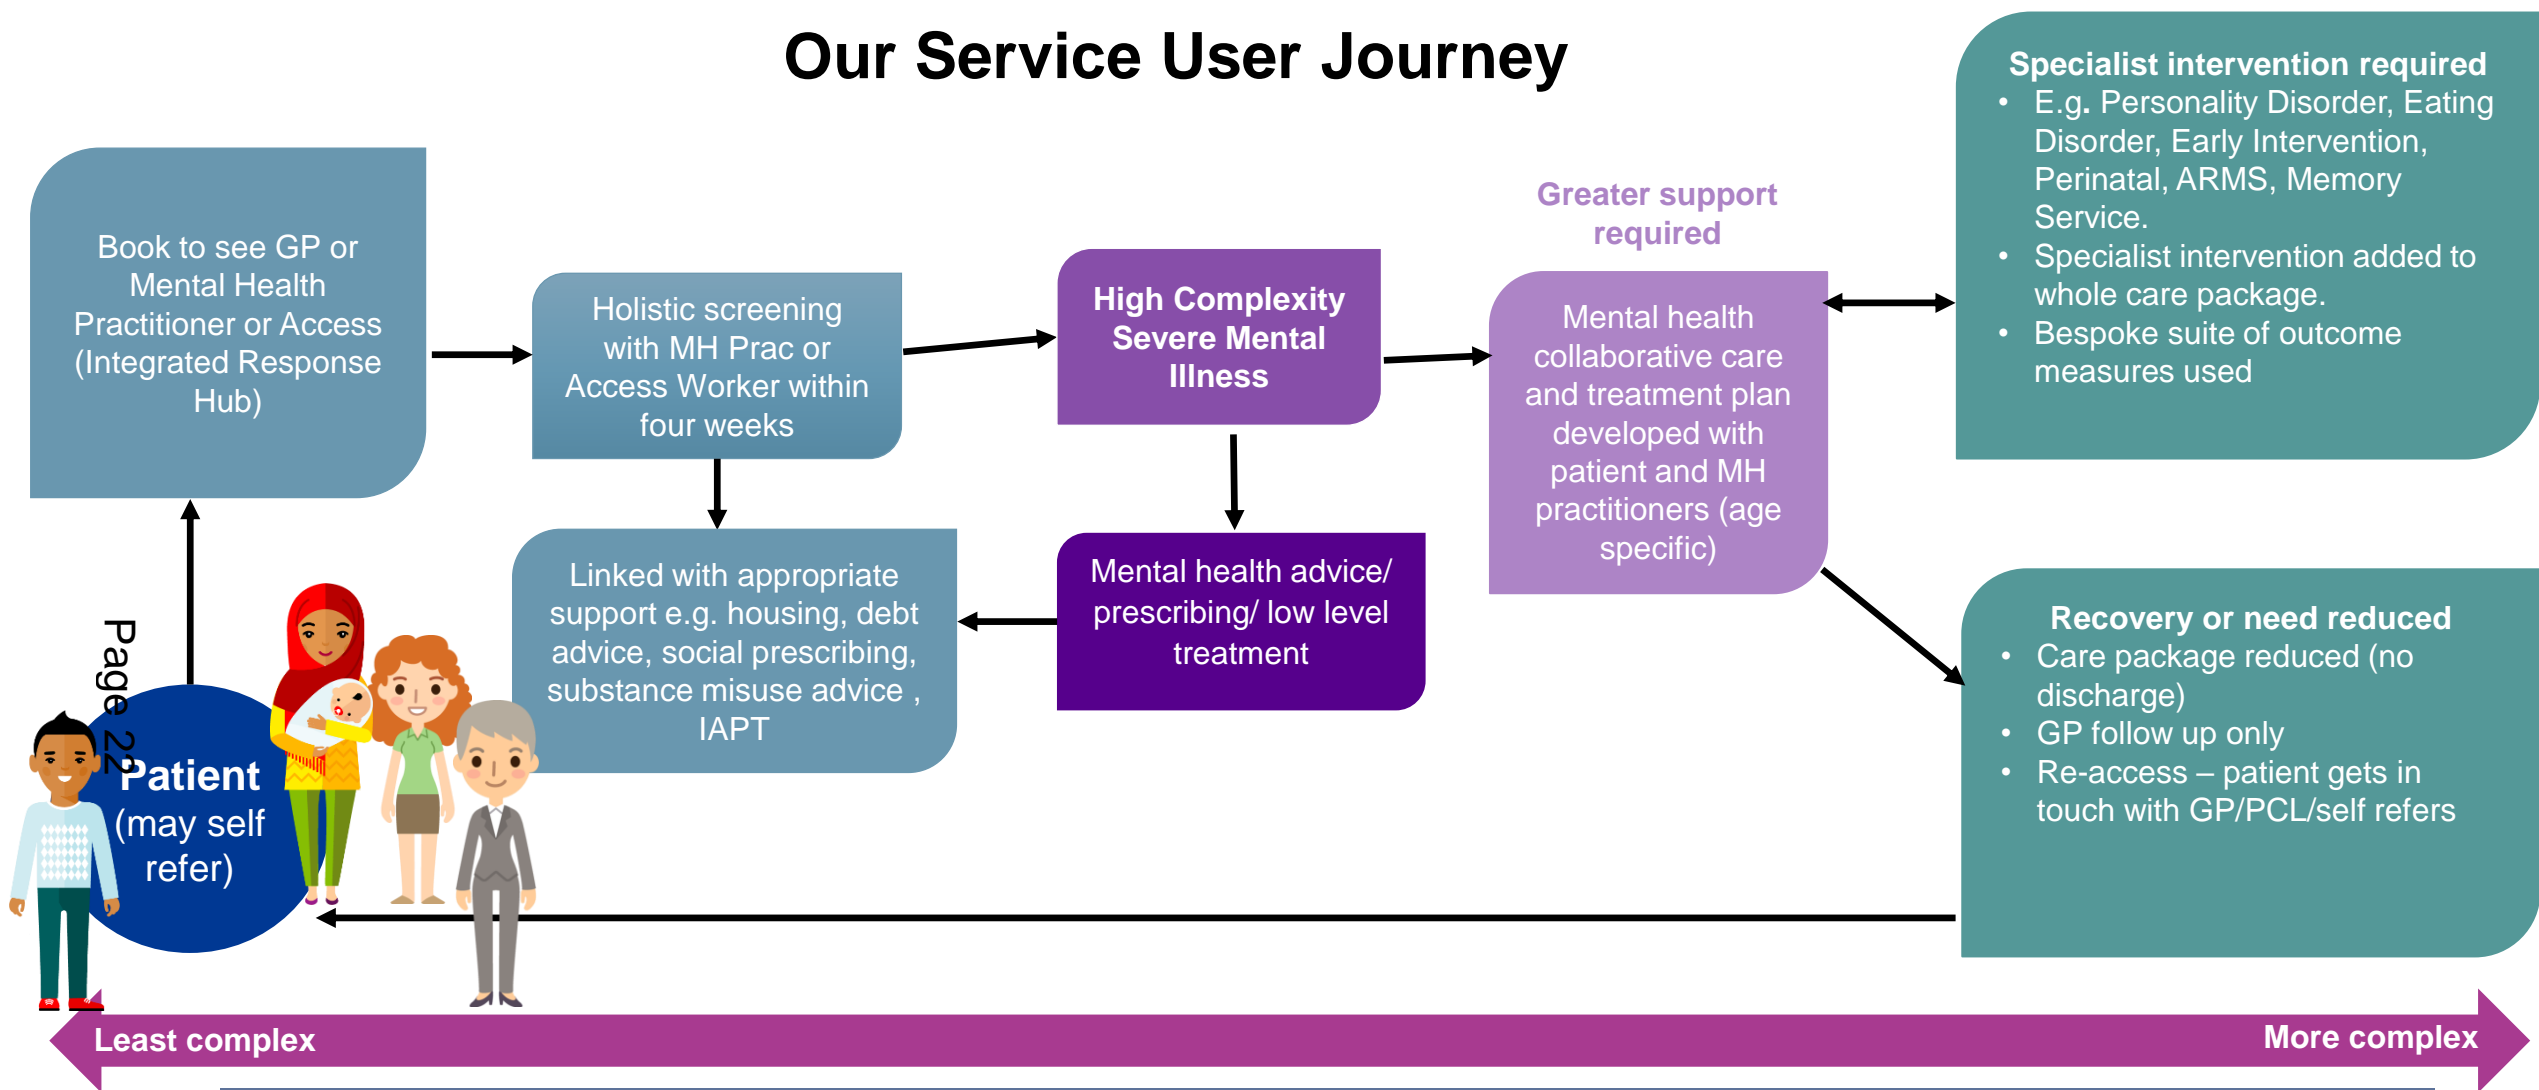 Our Service User Journey
Book to see GP or
Mental Health
Practitioner or Access
(Integrated Response
Hub)
Holistic screening
with MH Prac or
Access Worker within
four weeks
High Complexity
Severe Mental
Illness
Greater support
required
Mental health
collaborative care
and treatment plan
developed with
patient and MH
practitioners (age
specific)
Specialist intervention required
• E.g. Personality Disorder, Eating
Disorder, Early Intervention,
Perinatal, ARMS, Memory
Service.
• Specialist intervention added to
whole care package.
• Bespoke suite of outcome
measures used
Linked with appropriate
support e.g. housing, debt
advice, social prescribing,
substance misuse advice ,
IAPT
Mental health advice/
prescribing/ low level
treatment
Recovery or need reduced
• Care package reduced (no
discharge)
• GP follow up only
• Re-access – patient gets in
touch with GP/PCL/self refers
Page 22
Patient
(may self
refer)
Least complex
More complex